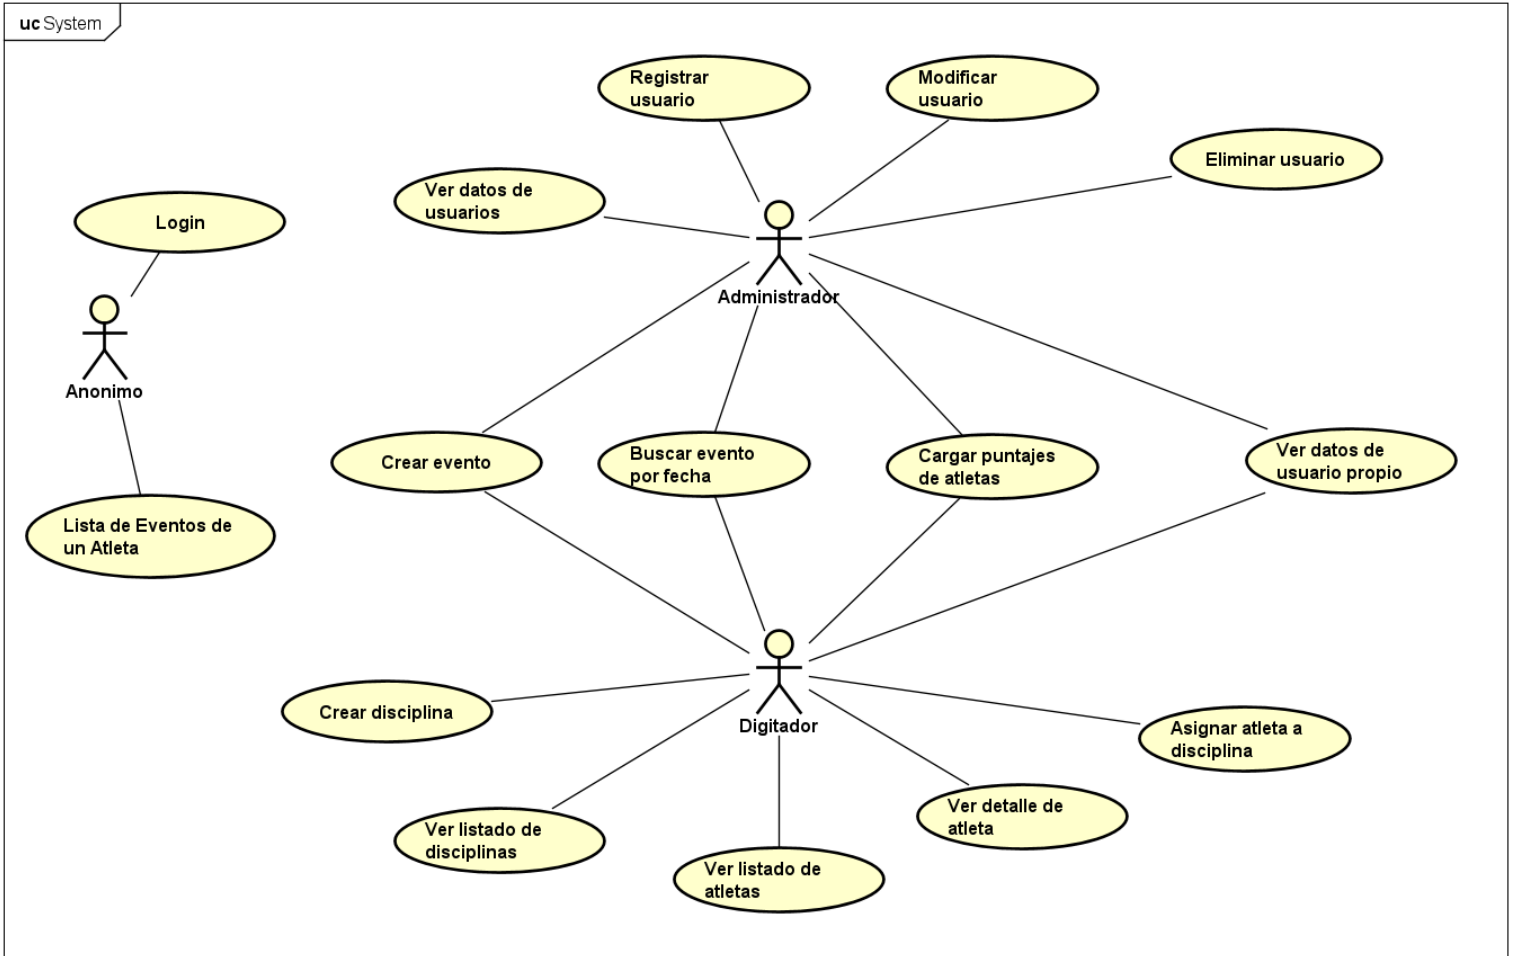 uc System
Registrar
usuario
Modificar
usuario
Eliminar usuario
Ver datos de
usuarios
Login
Administrador
Anonimo
Crear evento
Buscar evento
por fecha
Cargar puntajes
de atletas
Ver datos de
usuario propio
Lista de Eventos de
un Atleta
Crear disciplina
Digitador
Asignar atleta a
disciplina
Ver listado de
disciplinas
Ver detalle de
atleta
Ver listado de
atletas